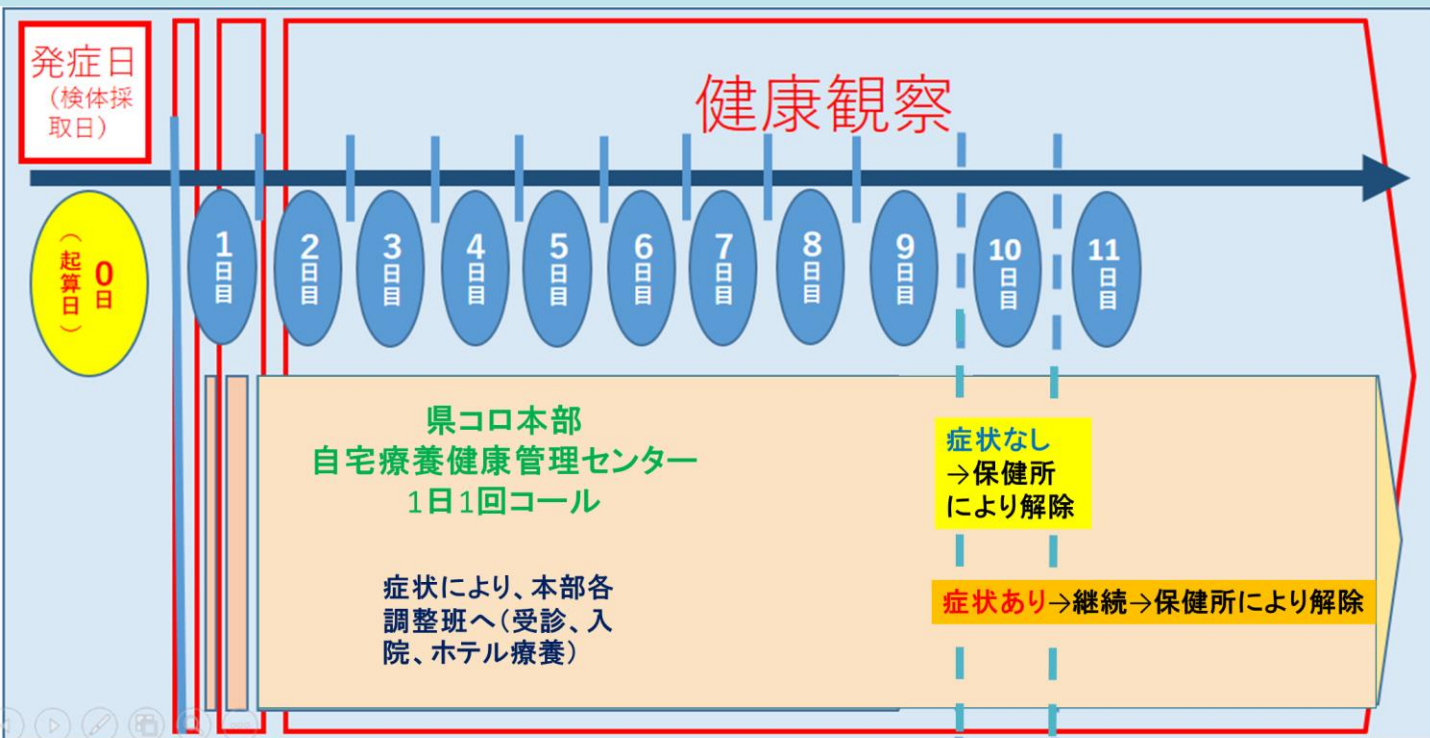 発症日
（検体採
取日）
健康観察
0日
（起算日）
1日目
2日目
3日目
4日目
5日目
6日目
7日目
8日目
9日目
10日目
11日目
県コロ本部
自宅療養健康管理センター
1日1回コール
症状により、本部各
調整班へ（受診、入
院、ホテル療養）
症状なし
→保健所
により解除
症状あり→継続→保健所により解除